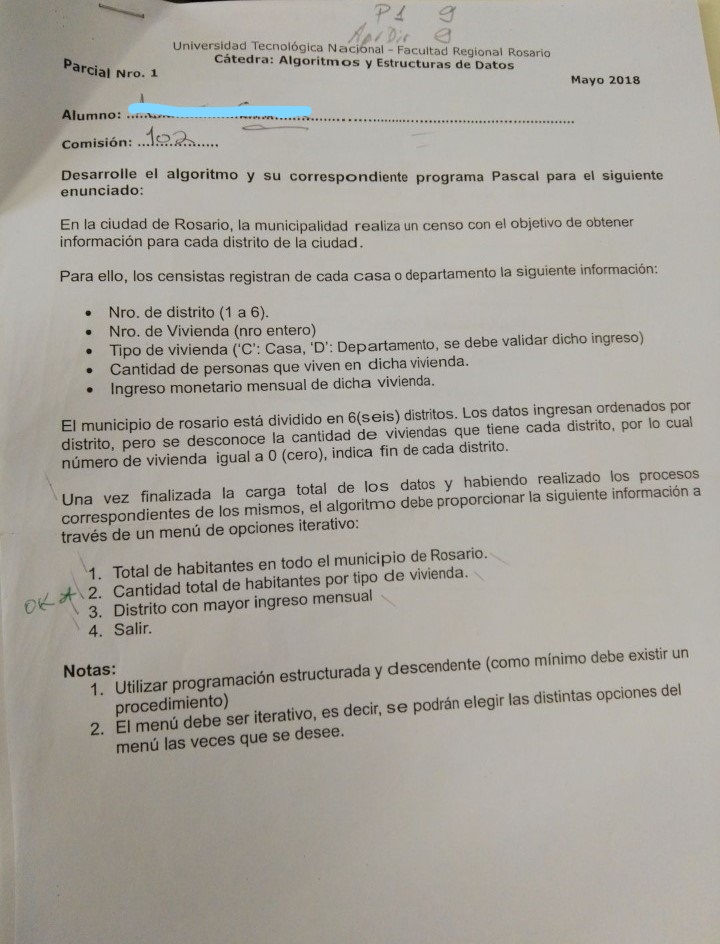 P1 9
Apr Dir 9
Universidad Tecnológica Nacional – Facultad Regional Rosario
Cátedra: Algoritmos y Estructuras de Datos
Parcial Nro. 1
Mayo 2018
Alumno:
Comisión: 102
Desarrolle el algoritmo y su correspondiente programa Pascal para el siguiente
enunciado:
En la ciudad de Rosario, la municipalidad realiza un censo con el objetivo de obtener
información para cada distrito de la ciudad.
Para ello, los censistas registran de cada casa o departamento la siguiente información:
• Nro. de distrito (1 a 6).
• Nro. de Vivienda (nro entero)
• Tipo de vivienda ('C': Casa, 'D': Departamento, se debe validar dicho ingreso)
• Cantidad de personas que viven en dicha vivienda.
• Ingreso monetario mensual de dicha vivienda.
El municipio de rosario está dividido en 6(seis) distritos. Los datos ingresan ordenados por
distrito, pero se desconoce la cantidad de viviendas que tiene cada distrito, por lo cual
número de vivienda igual a 0 (cero), indica fin de cada distrito.
Una vez finalizada la carga total de los datos y habiendo realizado los procesos
correspondientes de los mismos, el algoritmo debe proporcionar la siguiente información a
través de un menú de opciones iterativo:
1. Total de habitantes en todo el municipio de Rosario.
OK 2. Cantidad total de habitantes por tipo de vivienda.
3. Distrito con mayor ingreso mensual
4. Salir.
Notas:
1. Utilizar programación estructurada y descendente (como mínimo debe existir un
procedimiento)
2. El menú debe ser iterativo, es decir, se podrán elegir las distintas opciones del
menú las veces que se desee.